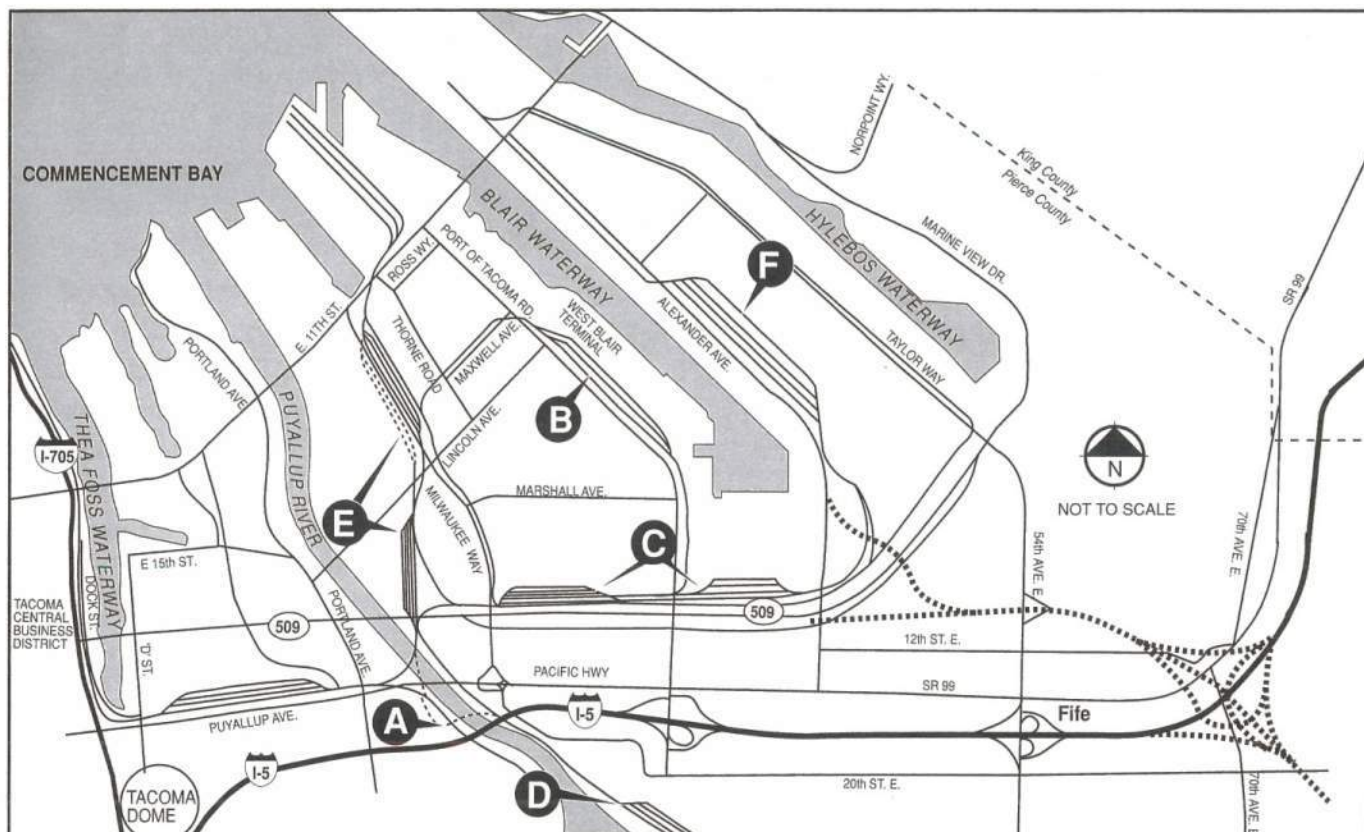 COMMENCEMENT BAY
NORPOINT WY.
King County
Pierce County
SR 99
BLAIR WATERWAY
HYLEBOS WATERWAY
MARINE VIEW DR.
F
ROSS WY.
PORT OF TACOMA RD.
WEST BLAIR
TERMINAL
ALEXANDER AVE.
TAYLOR WAY
E. 11TH ST.
PORTLAND AVE.
THORNE ROAD
MAXWELL AVE.
B
LINCOLN AVE.
PUYALLUP RIVER
I-705
THEA FOSS WATERWAY
N
NOT TO SCALE
MARSHALL AVE.
E
MILWAUKEE WAY
C
E 15th ST.
DOCK ST.
54th AVE. E.
70th AVE. E.
TACOMA
CENTRAL
BUSINESS
DISTRICT
"D" ST.
509
PORTLAND AVE.
509
12th ST. E.
PACIFIC HWY
SR 99
PUYALLUP AVE.
A
I-5
Fife
I-5
20th ST. E.
D
TACOMA
DOME
70th AVE. E